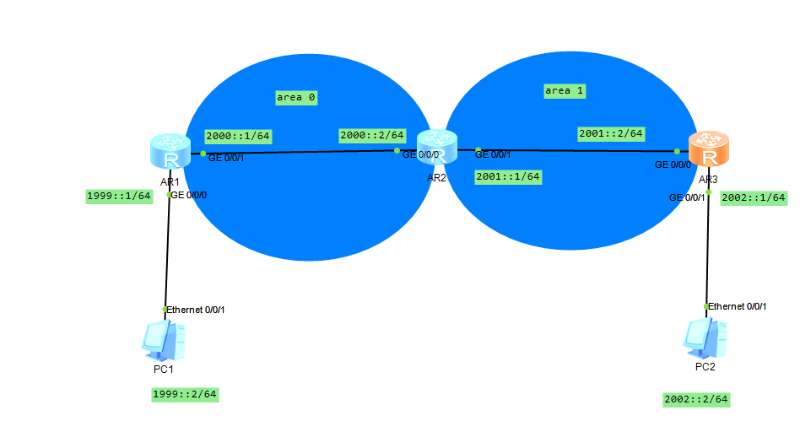 area 0
area 1
2000::1/64
2000::2/64
2001::2/64
GE 0/0/1
GE 0/0/0
GE 0/0/1
GE 0/0/0
R
R
R
AR1
AR2
AR3
2001::1/64
1999::1/64
GE 0/0/0
GE 0/0/1
2002::1/64
Ethernet 0/0/1
Ethernet 0/0/1
PC1
PC2
1999::2/64
2002::2/64